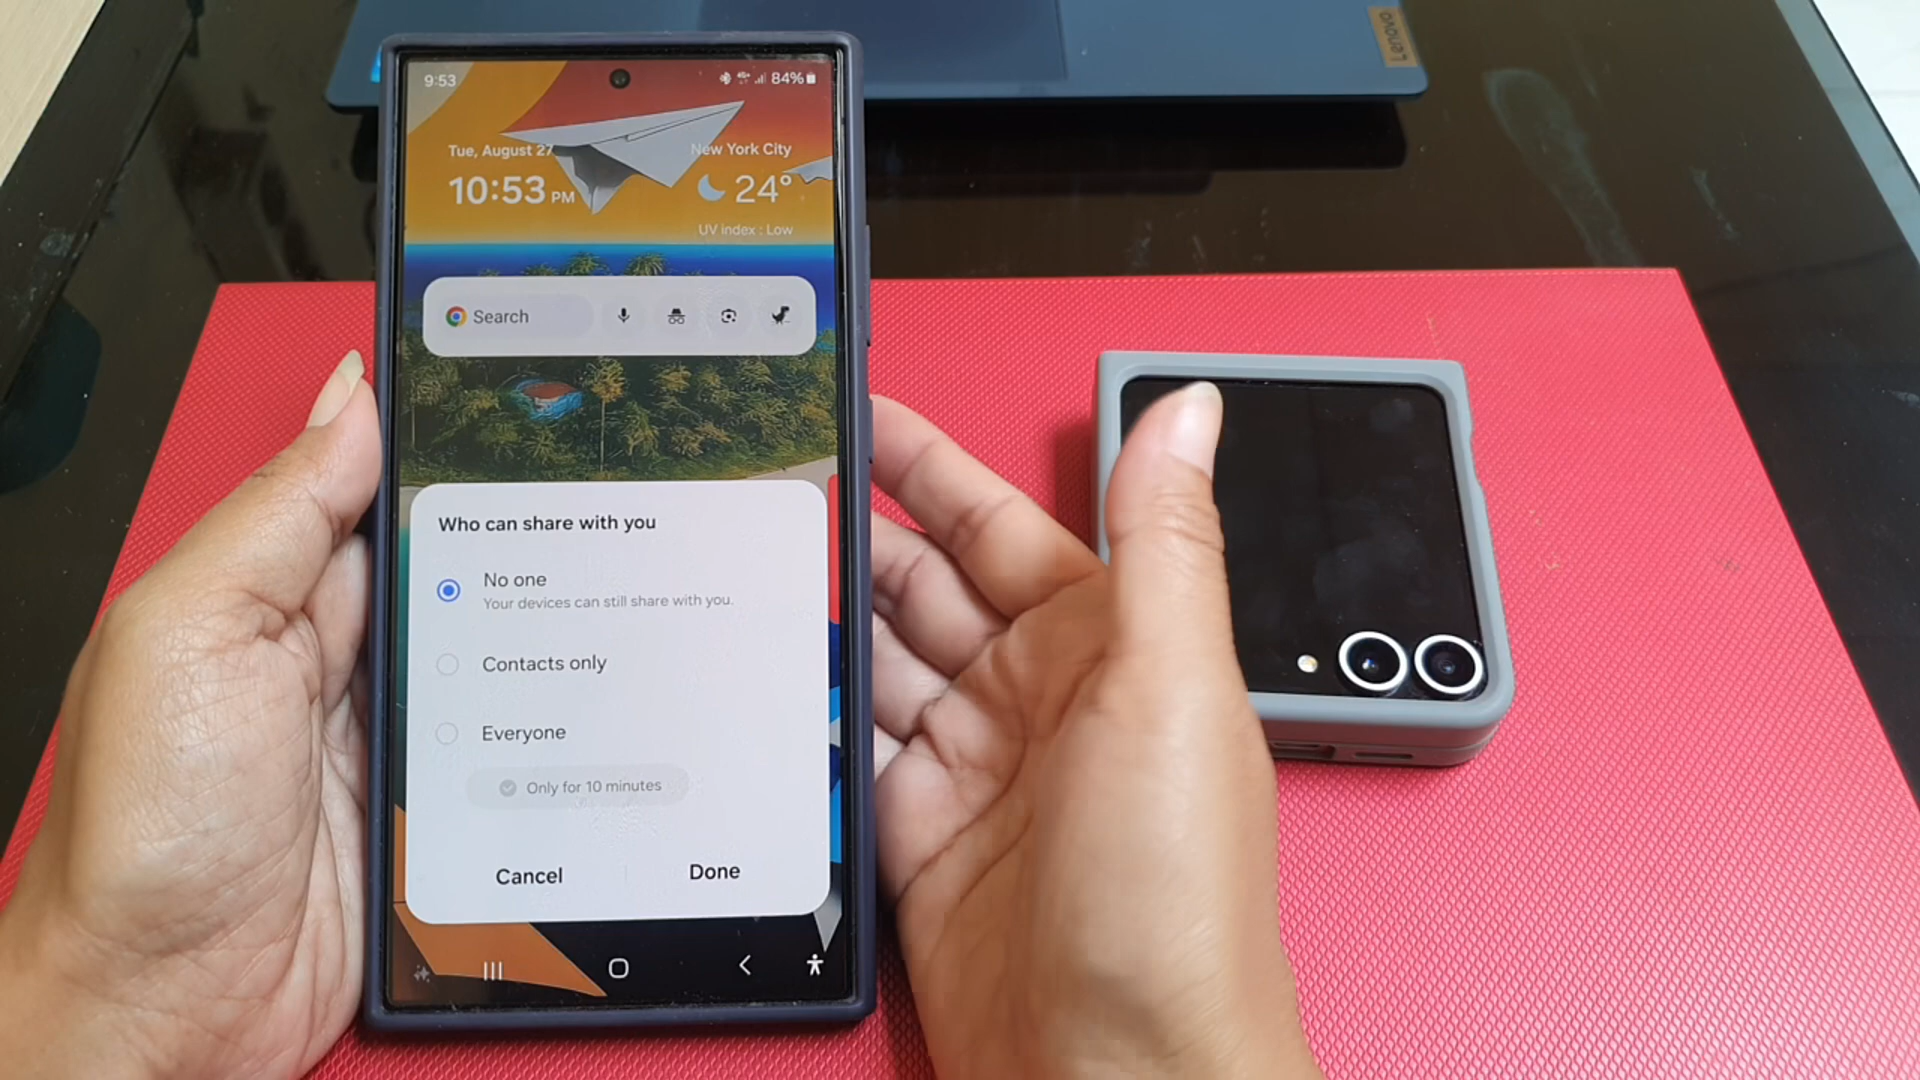 Lenovo
9:53
84%
Tue, August 27
New York City
10:53 PM
24°
UV index : Low
Search
Who can share with you
No one
Your devices can still share with you.
Contacts only
Everyone
Only for 10 minutes
Cancel
Done